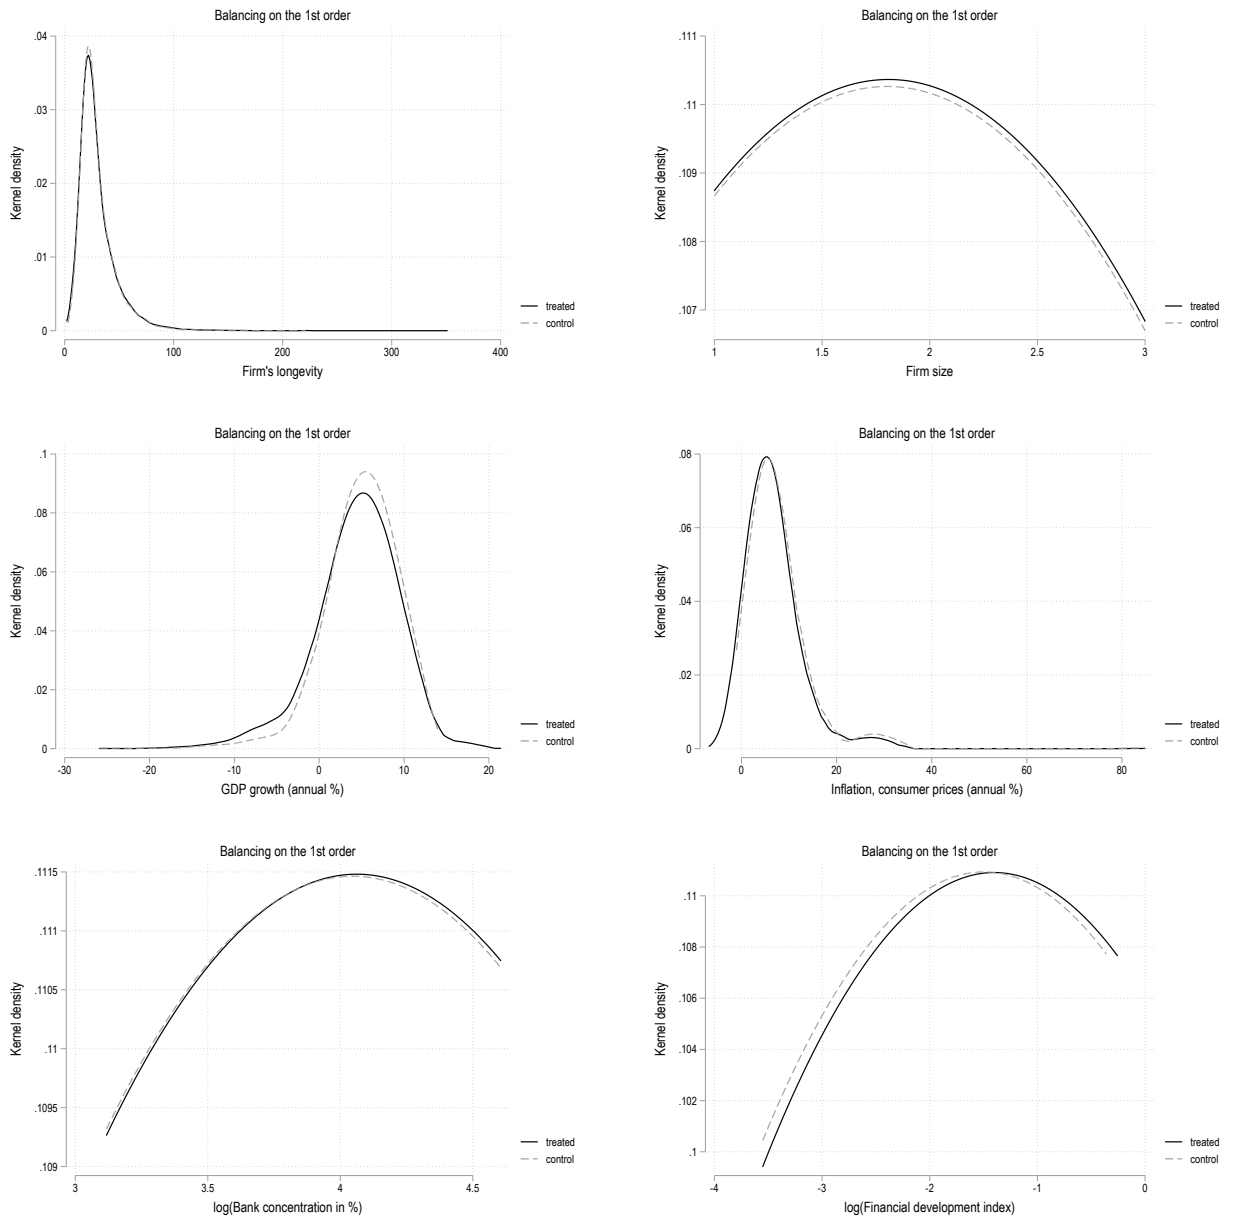 Balancing on the 1st order
.04
.03
.02
.01
0
Kernel density
0 100 200 300 400
Firm's longevity
treated
control
Balancing on the 1st order
.111
.11
.109
.108
.107
Kernel density
1 1.5 2 2.5 3
Firm size
treated
control
Balancing on the 1st order
.1
.08
.06
.04
.02
0
Kernel density
-30 -20 -10 0 10 20
GDP growth (annual %)
treated
control
Balancing on the 1st order
.08
.06
.04
.02
0
Kernel density
0 20 40 60 80
Inflation, consumer prices (annual %)
treated
control
Balancing on the 1st order
.1115
.111
.1105
.11
.1095
.109
Kernel density
3 3.5 4 4.5
log(Bank concentration in %)
treated
control
Balancing on the 1st order
.11
.108
.106
.104
.102
.1
Kernel density
-4 -3 -2 -1 0
log(Financial development index)
treated
control